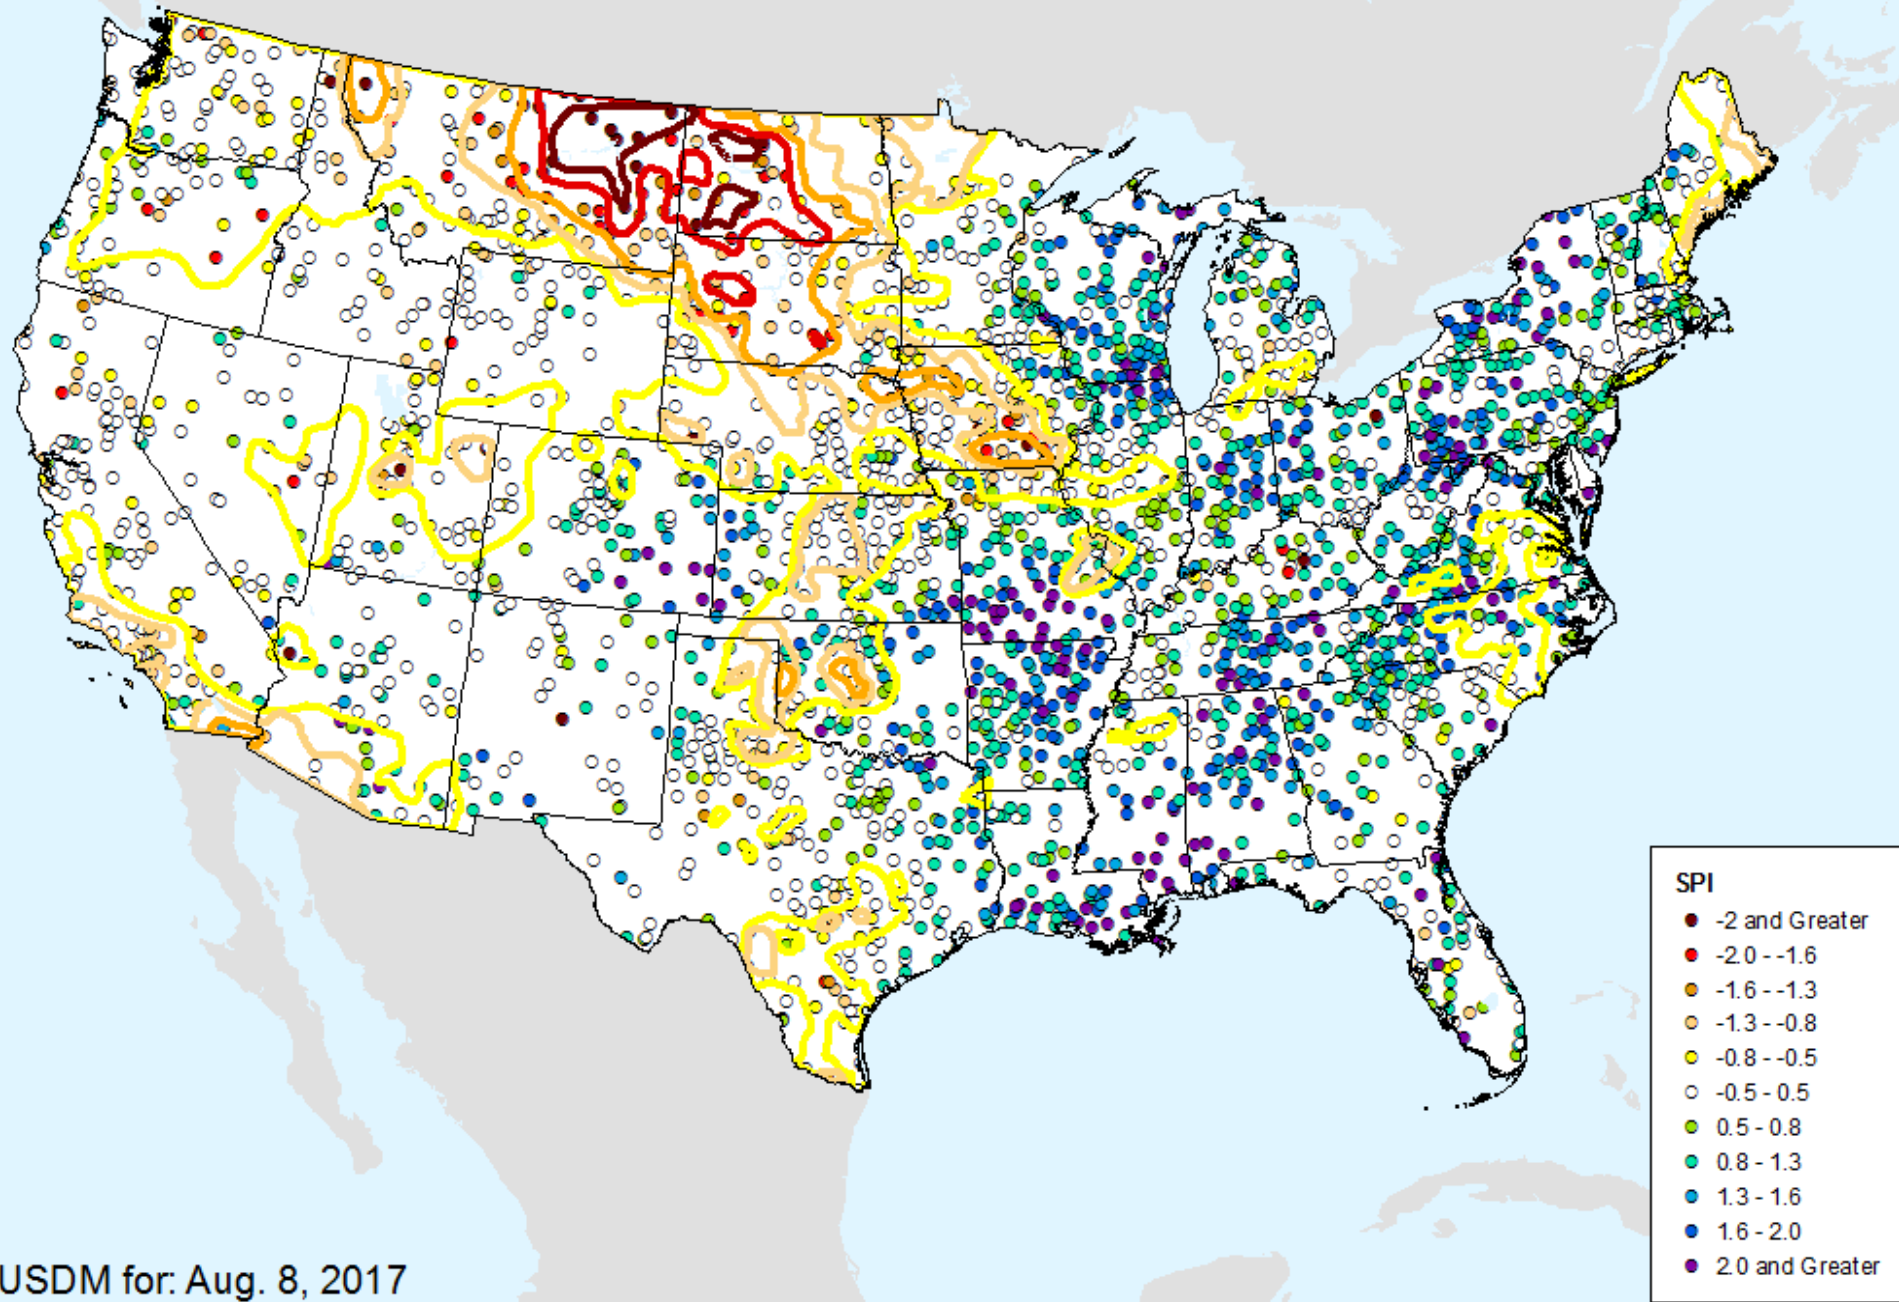 SPI
-2 and Greater
-2.0 - -1.6
-1.6 - -1.3
-1.3 - -0.8
-0.8 - -0.5
-0.5 - 0.5
0.5 - 0.8
0.8 - 1.3
1.3 - 1.6
1.6 - 2.0
2.0 and Greater
USDM for: Aug. 8, 2017